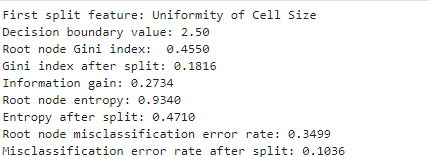 First split feature: Uniformity of Cell Size
Decision boundary value: 2.50
Root node Gini index:  0.4550
Gini index after split: 0.1816
Information gain: 0.2734
Root node entropy: 0.9340
Entropy after split: 0.4710
Root node misclassification error rate: 0.3499
Misclassification error rate after split: 0.1036